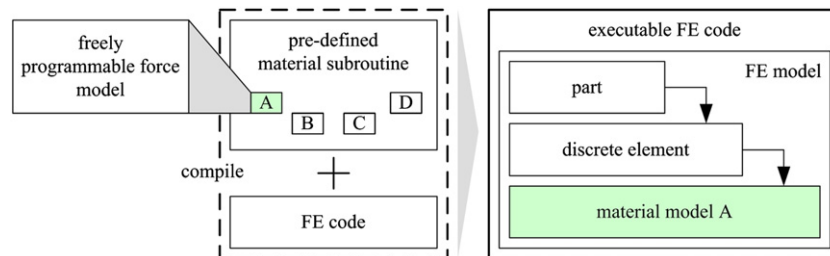 freely
programmable force
model
pre-defined
material subroutine
A
B
C
D
compile
FE code
executable FE code
FE model
part
discrete element
material model A